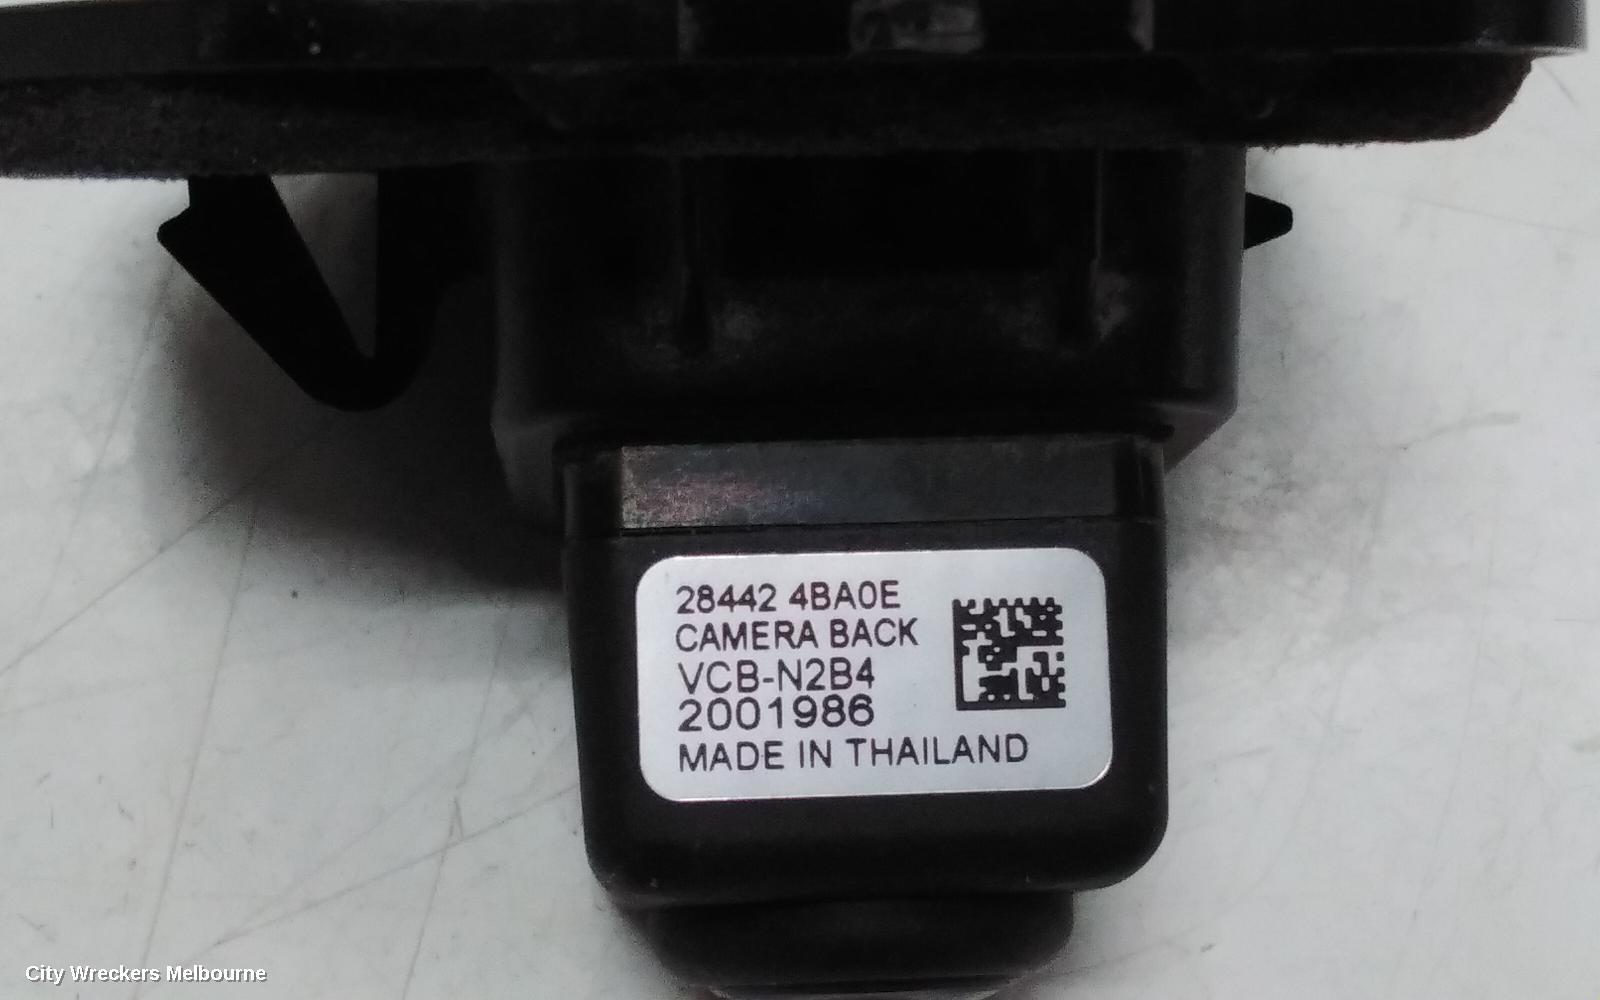 28442 4BA0E
CAMERA BACK
VCB-N2B4
2001986
MADE IN THAILAND
City Wreckers Melbourne